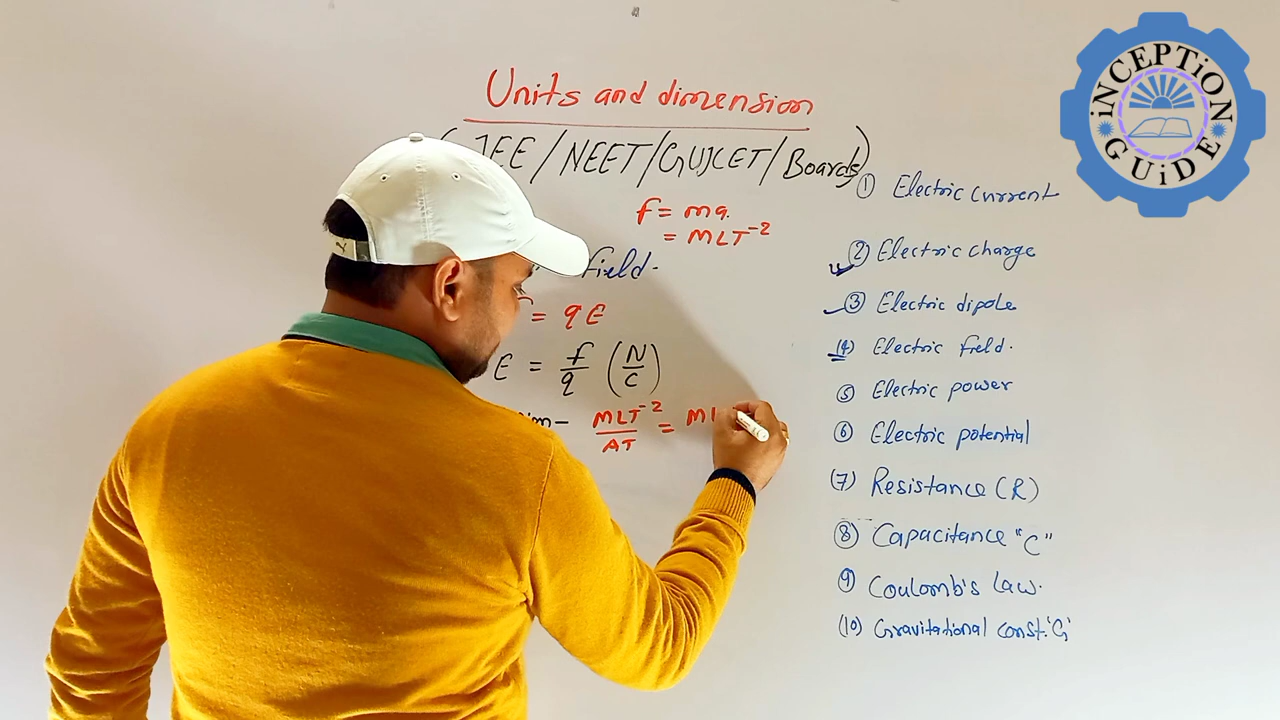 Units and dimension
(JEE/NEET/GUJCET/Boards)
f = ma.
= MLT⁻²
field.
= qE
E = f/q (N/C)
im- MLT⁻²/AT = ML
① Electric current
② Electric charge
③ Electric dipole
(4) Electric field.
⑤ Electric power
⑥ Electric potential
(7) Resistance (R)
⑧ Capacitance "C"
9) Coulomb's Law.
(10) Gravitational const. 'G'
iNCEPTiON
GUiDE